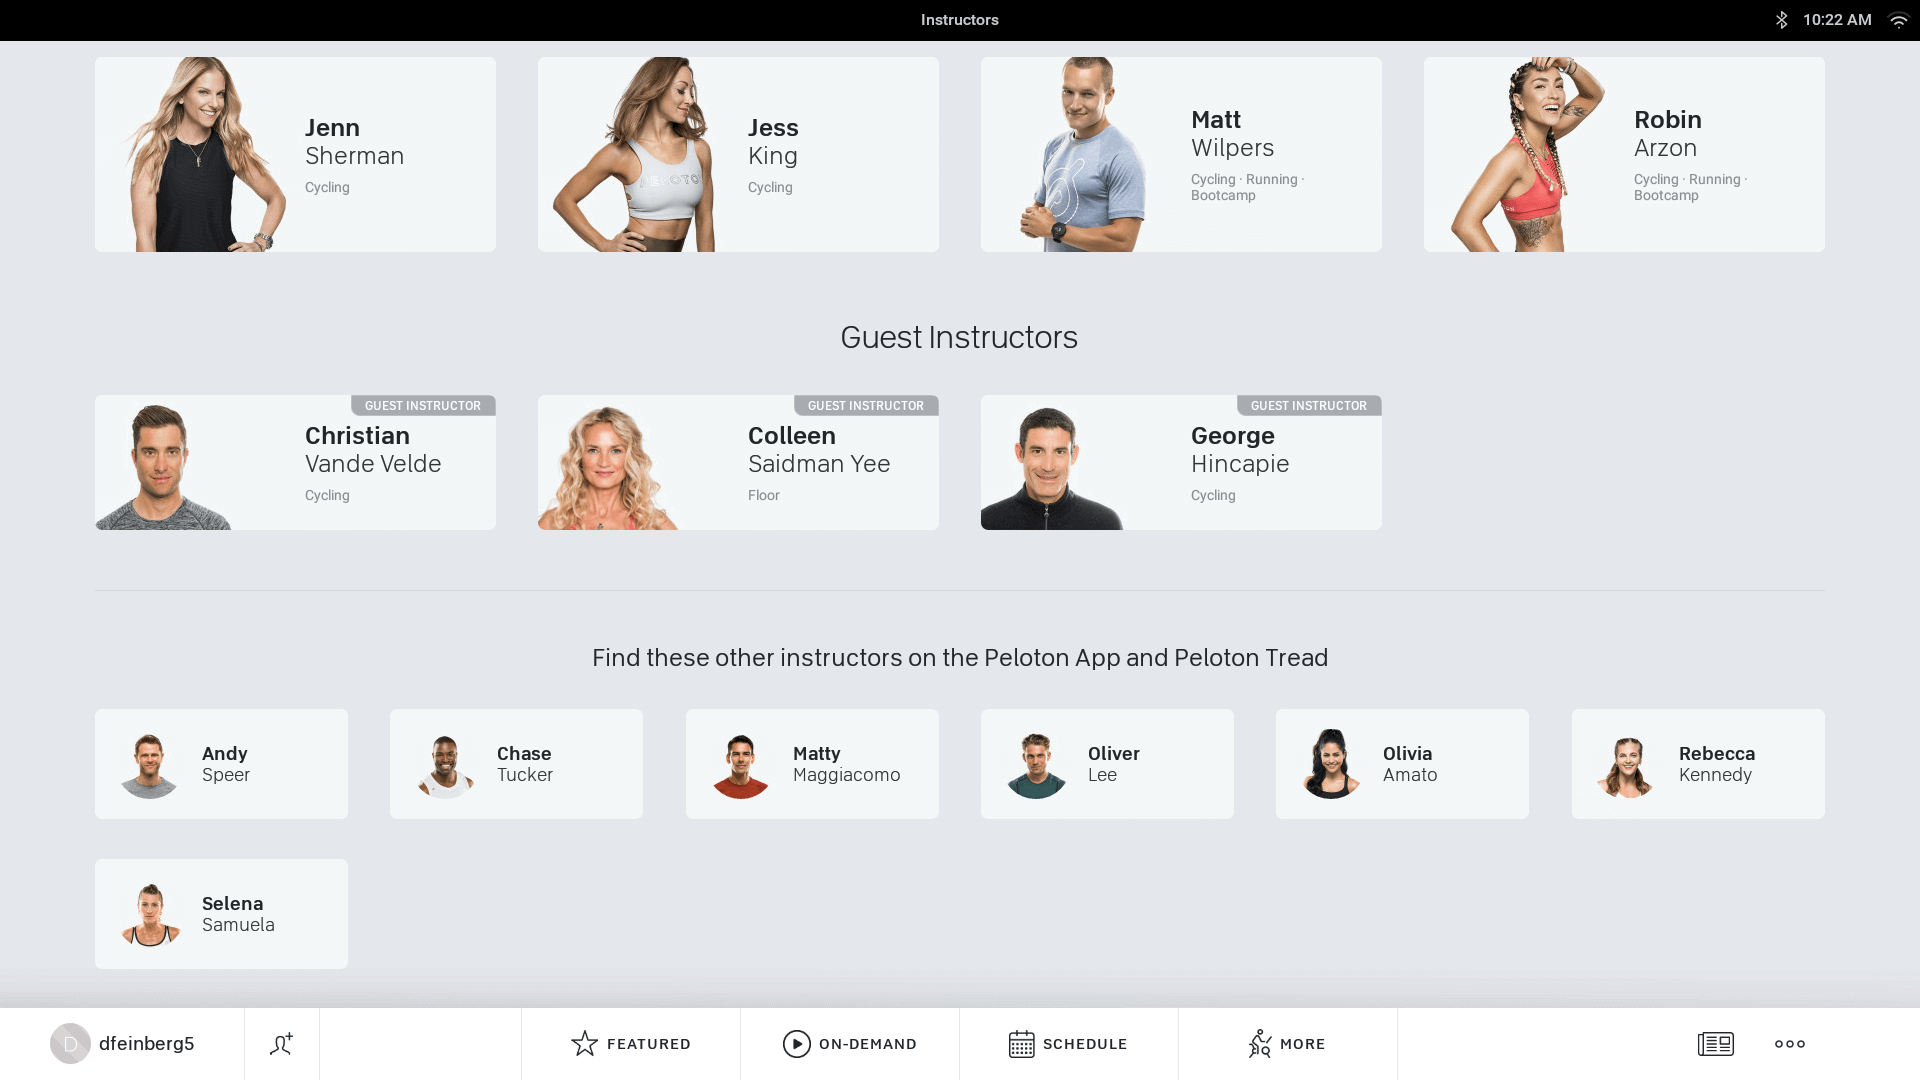 Instructors
10:22 AM
Jenn
Sherman
Cycling
Jess
King
Cycling
Matt
Wilpers
Cycling · Running ·
Bootcamp
Robin
Arzon
Cycling · Running ·
Bootcamp
Guest Instructors
GUEST INSTRUCTOR
Christian
Vande Velde
Cycling
GUEST INSTRUCTOR
Colleen
Saidman Yee
Floor
GUEST INSTRUCTOR
George
Hincapie
Cycling
Find these other instructors on the Peloton App and Peloton Tread
Andy
Speer
Chase
Tucker
Matty
Maggiacomo
Oliver
Lee
Olivia
Amato
Rebecca
Kennedy
Selena
Samuela
D
dfeinberg5
FEATURED
ON-DEMAND
SCHEDULE
MORE